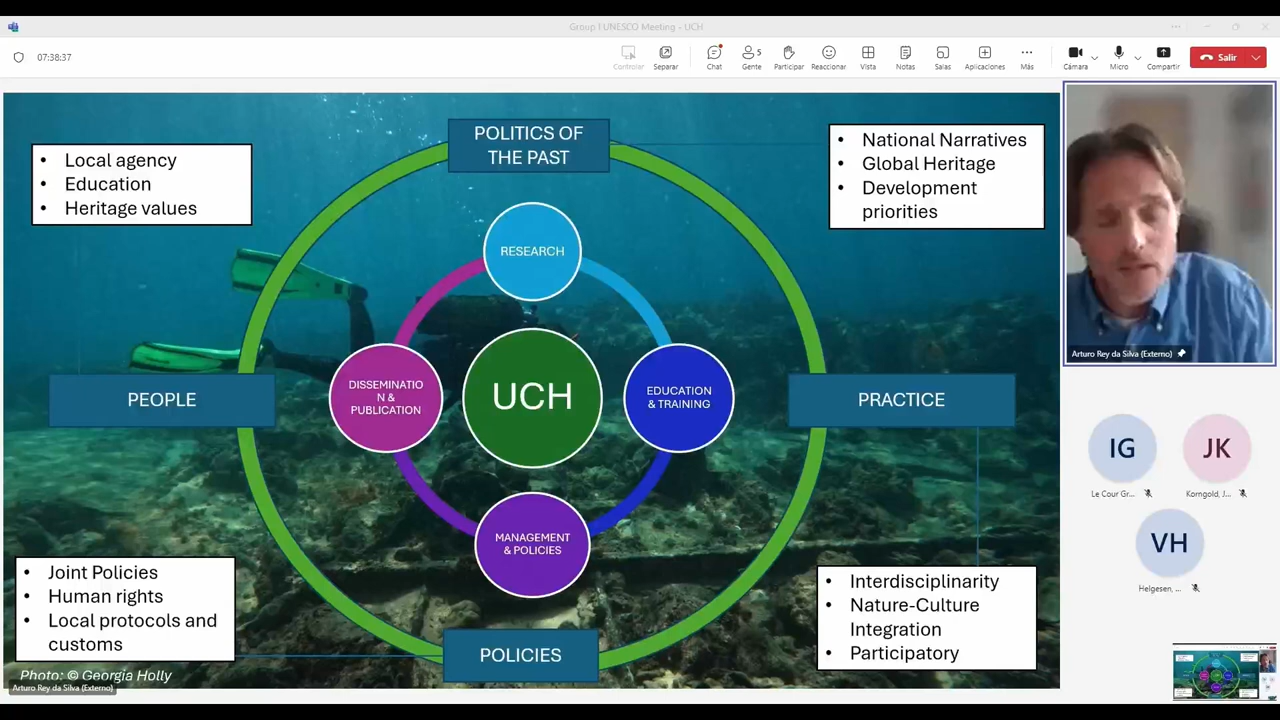 Group I UNESCO Meeting - UCH
07:38:37
Controlar
Separar
Chat
Gente
5
Participar
Reaccionar
Vista
Notas
Salas
Aplicaciones
Más
Cámara
Micro
Compartir
Salir
POLITICS OF
THE PAST
• Local agency
• Education
• Heritage values
• National Narratives
• Global Heritage
• Development
priorities
RESEARCH
PEOPLE
DISSEMINATIO
N &
PUBLICATION
UCH
EDUCATION
& TRAINING
PRACTICE
MANAGEMENT
& POLICIES
• Joint Policies
• Human rights
• Local protocols and
customs
POLICIES
• Interdisciplinarity
• Nature-Culture
Integration
• Participatory
Photo: © Georgia Holly
Arturo Rey da Silva (Externo)
Arturo Rey da Silva (Externo)
IG
Le Cour Gr...
JK
Korngold, J...
VH
Helgesen, ...